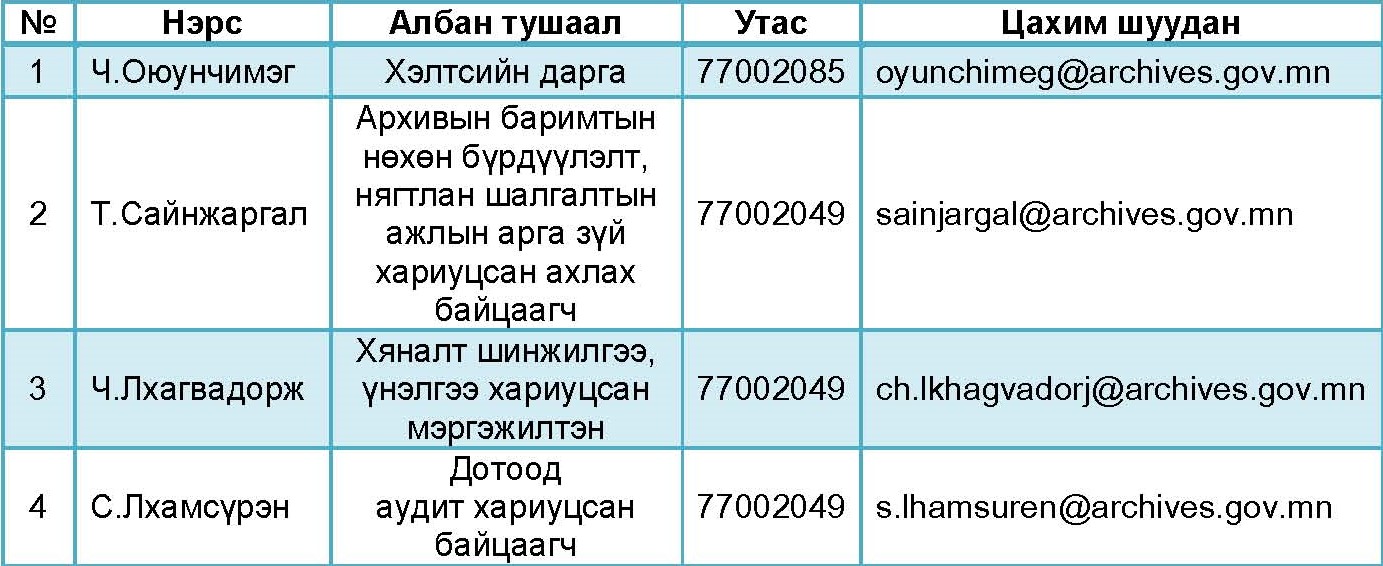 № Нэрс Албан тушаал Утас Цахим шуудан
1 Ч.Оюунчимэг Хэлтсийн дарга 77002085 oyunchimeg@archives.gov.mn
Архивын баримтын
нөхөн бүрдүүлэлт,
нягтлан шалгалтын
2 Т.Сайнжаргал ажлын арга зүй 77002049 sainjargal@archives.gov.mn
хариуцсан ахлах
байцаагч
Хяналт шинжилгээ,
3 Ч.Лхагвадорж үнэлгээ хариуцсан 77002049 ch.lkhagvadorj@archives.gov.mn
мэргэжилтэн
Дотоод
4 С.Лхамсүрэн аудит хариуцсан 77002049 s.lhamsuren@archives.gov.mn
байцаагч